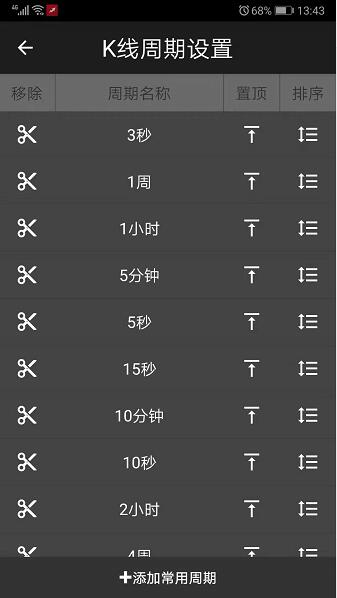 4G 68% 13:43
K线周期设置
移除 周期名称 置顶 排序
3秒
1周
1小时
5分钟
5秒
15秒
10分钟
10秒
2小时
4周
+添加常用周期